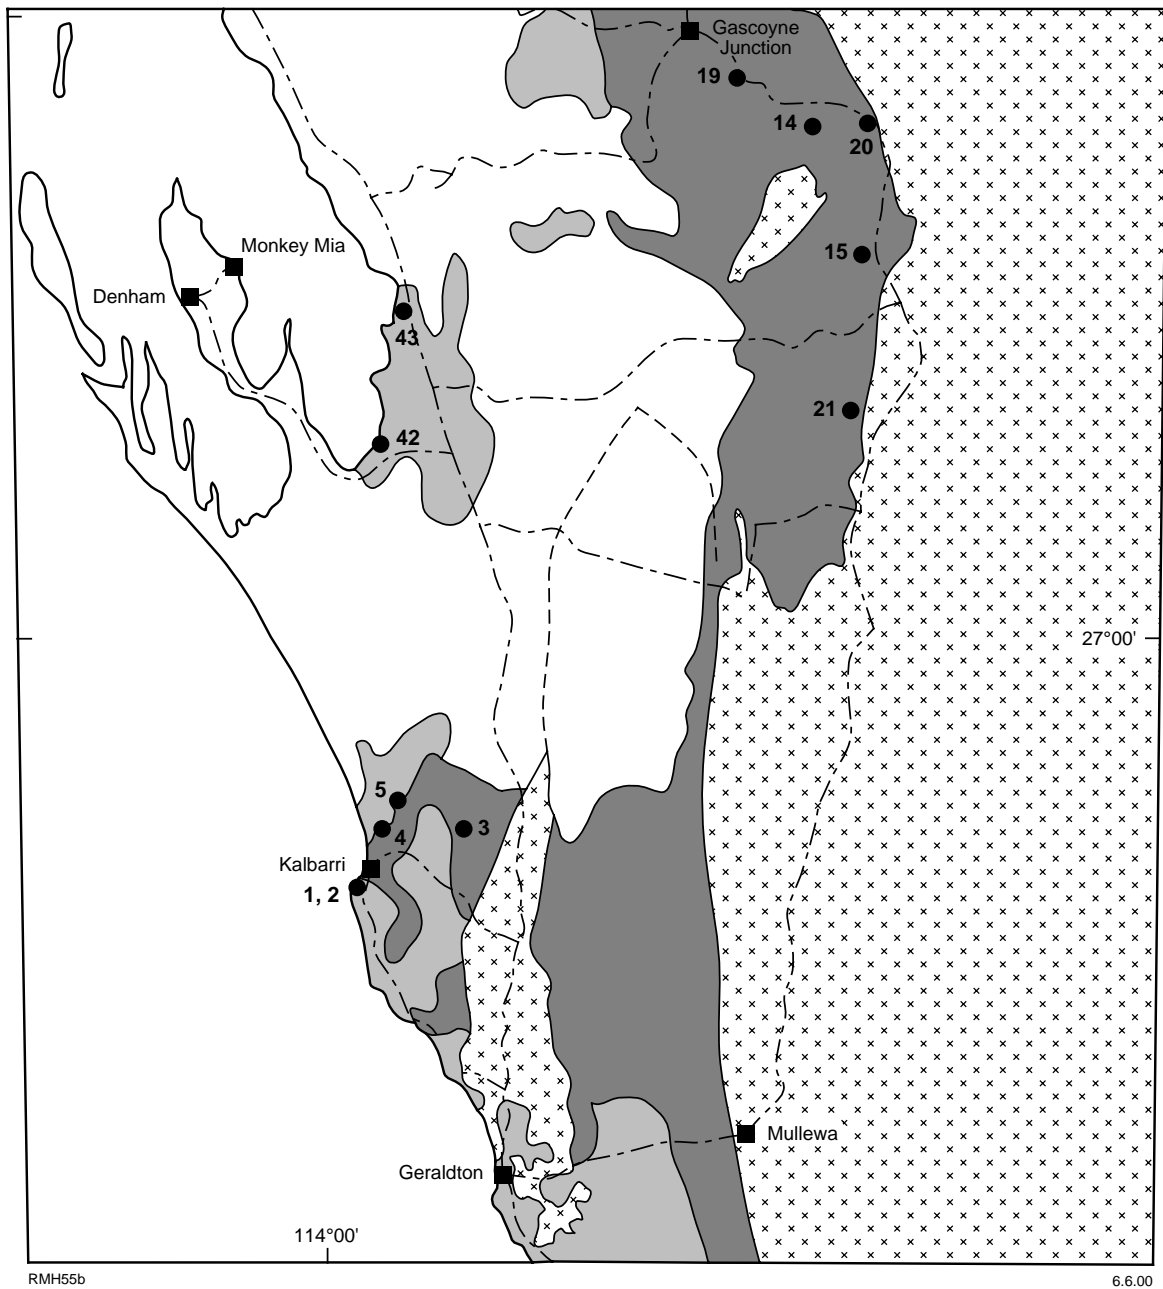 Gascoyne
Junction
19
14
20
Monkey Mia
15
Denham
43
21
42
27°00'
5
4
3
Kalbarri
1, 2
Mullewa
Geraldton
114°00'
RMH55b
6.6.00